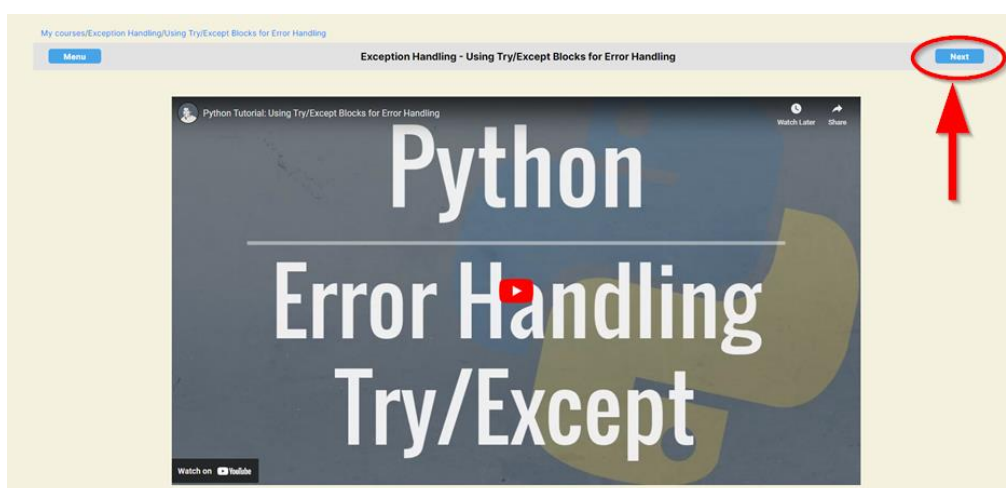 My courses/Exception Handling/Using Try/Except Blocks for Error Handling
Menu
Exception Handling - Using Try/Except Blocks for Error Handling
Next
Python Tutorial: Using Try/Except Blocks for Error Handling
Watch Later
Share
Python
Error Handling
Try/Except
Watch on YouTube